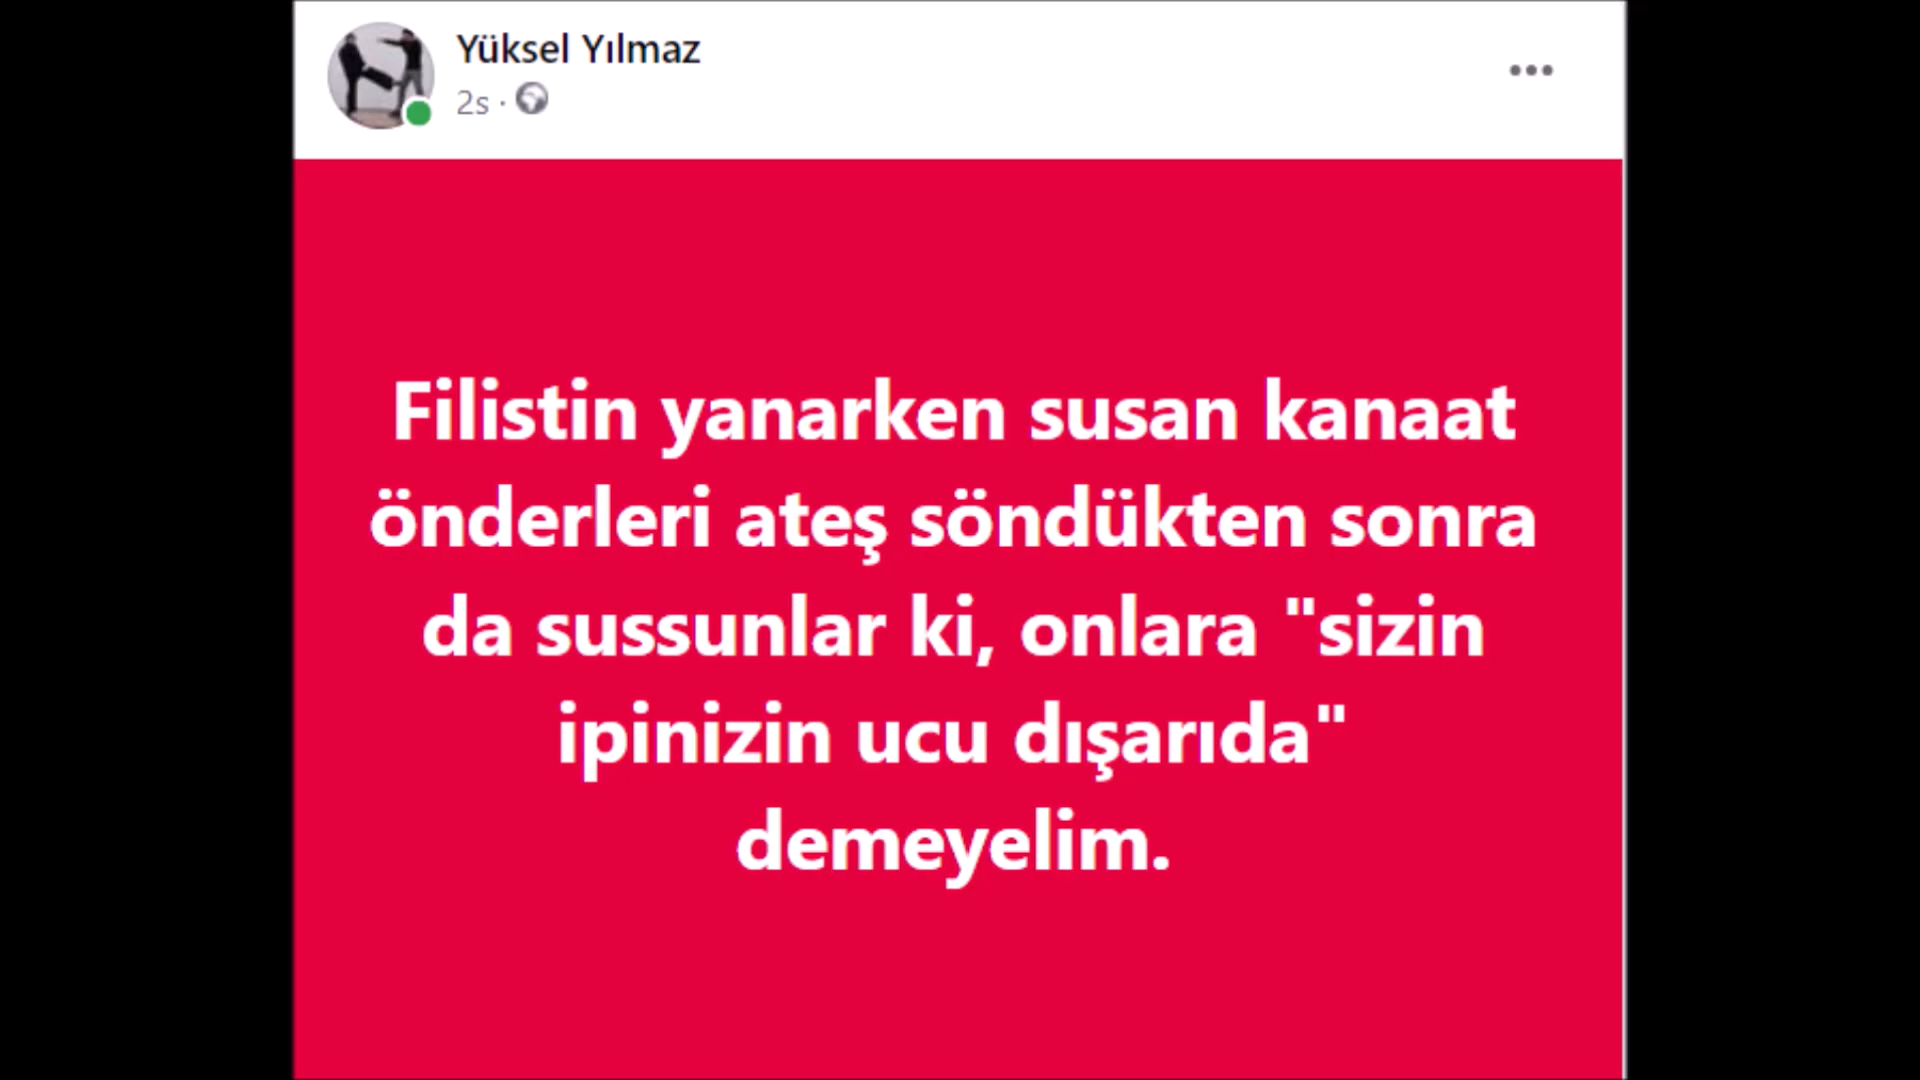 Yüksel Yılmaz
2s ·
Filistin yanarken susan kanaat
önderleri ateş söndükten sonra
da sussunlar ki, onlara "sizin
ipinizin ucu dışarıda"
demeyelim.